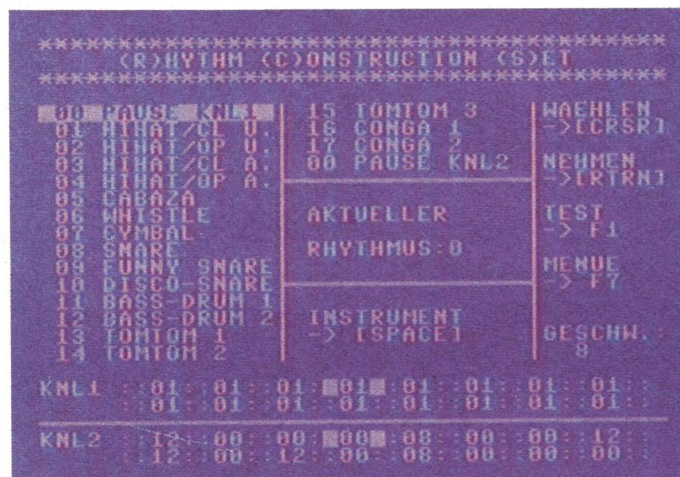 ************************************************
(R)HYTHM (C)ONSTRUCTION (S)ET
************************************************
00 PAUSE KNL1
01 HIHAT/CL U.
02 HIHAT/OP U.
03 HIHAT/CL A.
04 HIHAT/OP A.
05 CABAZA
06 WHISTLE
07 CYMBAL
08 SNARE
09 FUNNY SNARE
10 DISCO-SNARE
11 BASS-DRUM 1
12 BASS-DRUM 2
13 TOMTOM 1
14 TOMTOM 2
15 TOMTOM 3
16 CONGA 1
17 CONGA 2
00 PAUSE KNL2
AKTUELLER
RHYTHMUS:0
INSTRUMENT
-> [SPACE]
WAEHLEN
->[CRSR]
NEHMEN
->[RTRN]
TEST
-> F1
MENUE
-> F7
GESCHW.:
8
KNL1 ::01::01::01:■01■:01::01::01::01::
::01::01::01::01::01::01::01::01::
KNL2 ::12::00::00:■00■:08::00::00::12::
::12::00::12::00::08::00::00::00::